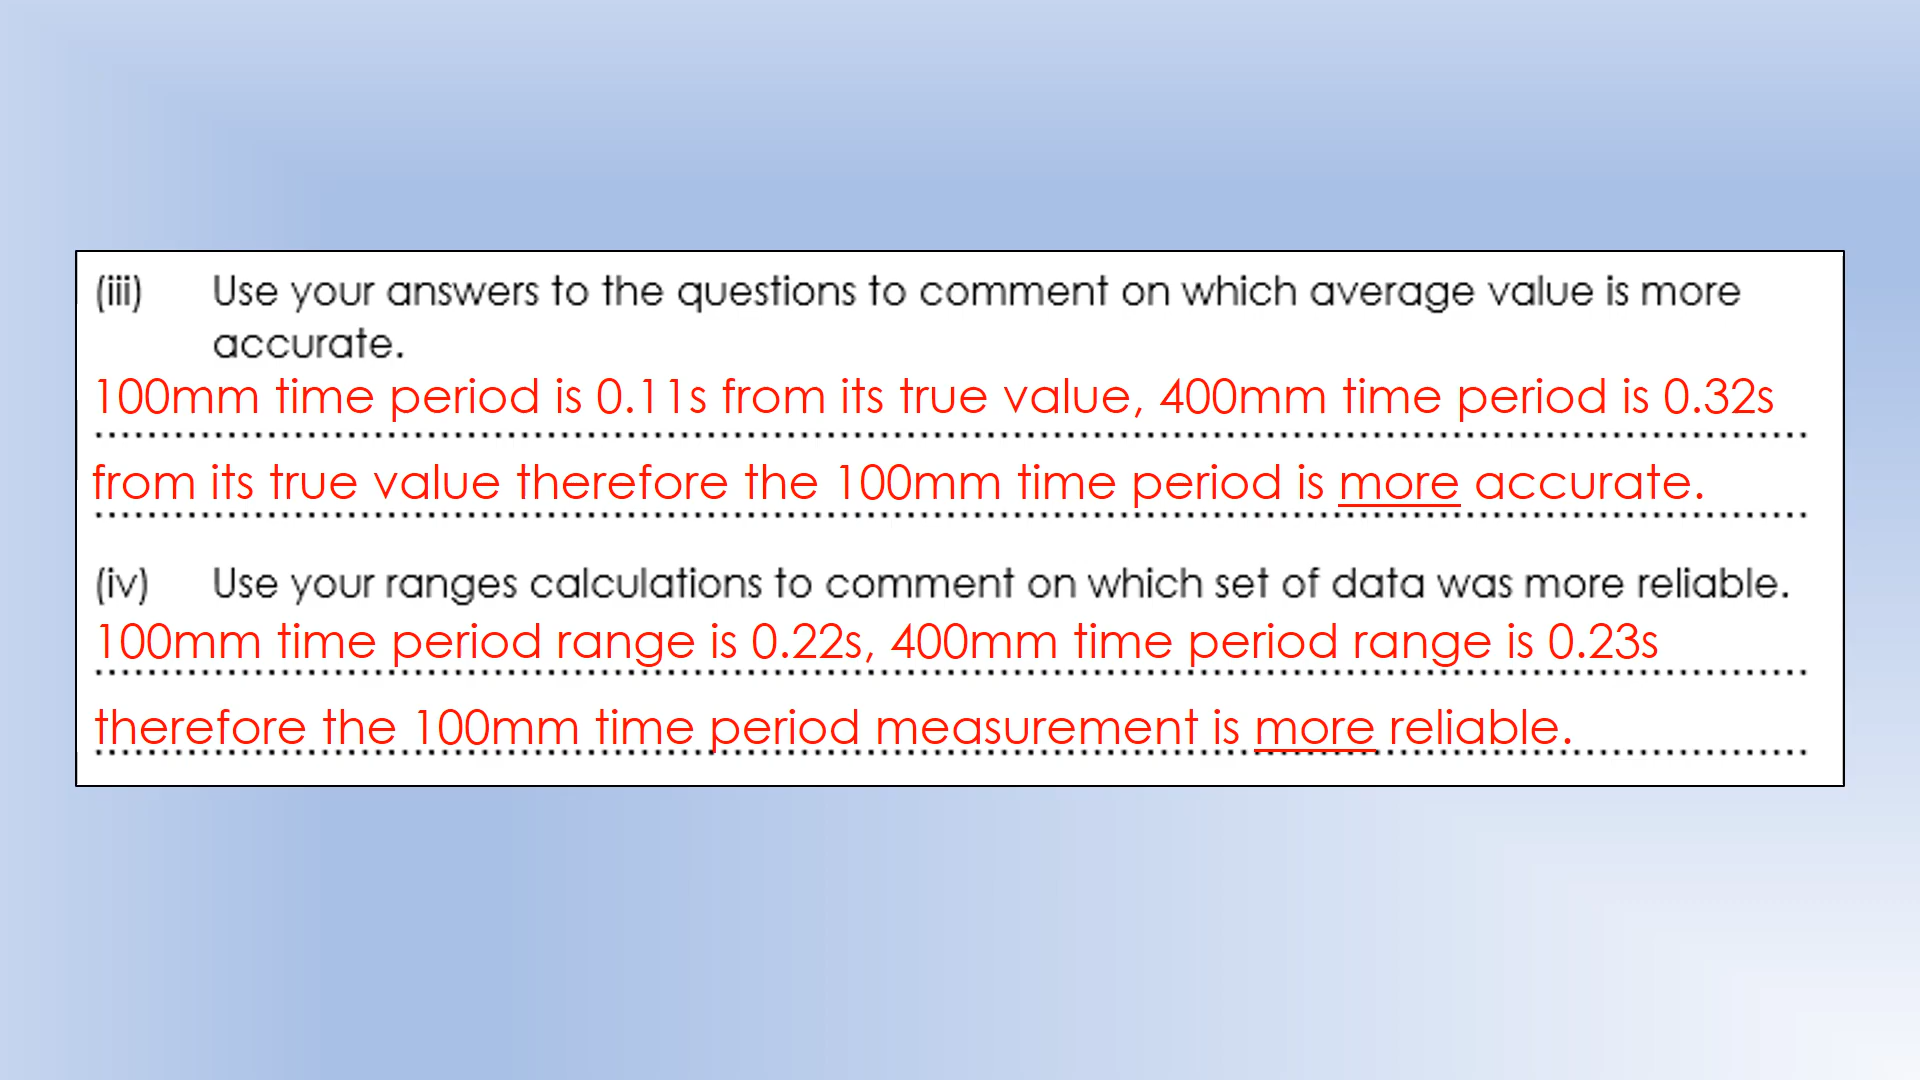 (iii) Use your answers to the questions to comment on which average value is more
accurate.
100mm time period is 0.11s from its true value, 400mm time period is 0.32s
from its true value therefore the 100mm time period is more accurate.
(iv) Use your ranges calculations to comment on which set of data was more reliable.
100mm time period range is 0.22s, 400mm time period range is 0.23s
therefore the 100mm time period measurement is more reliable.